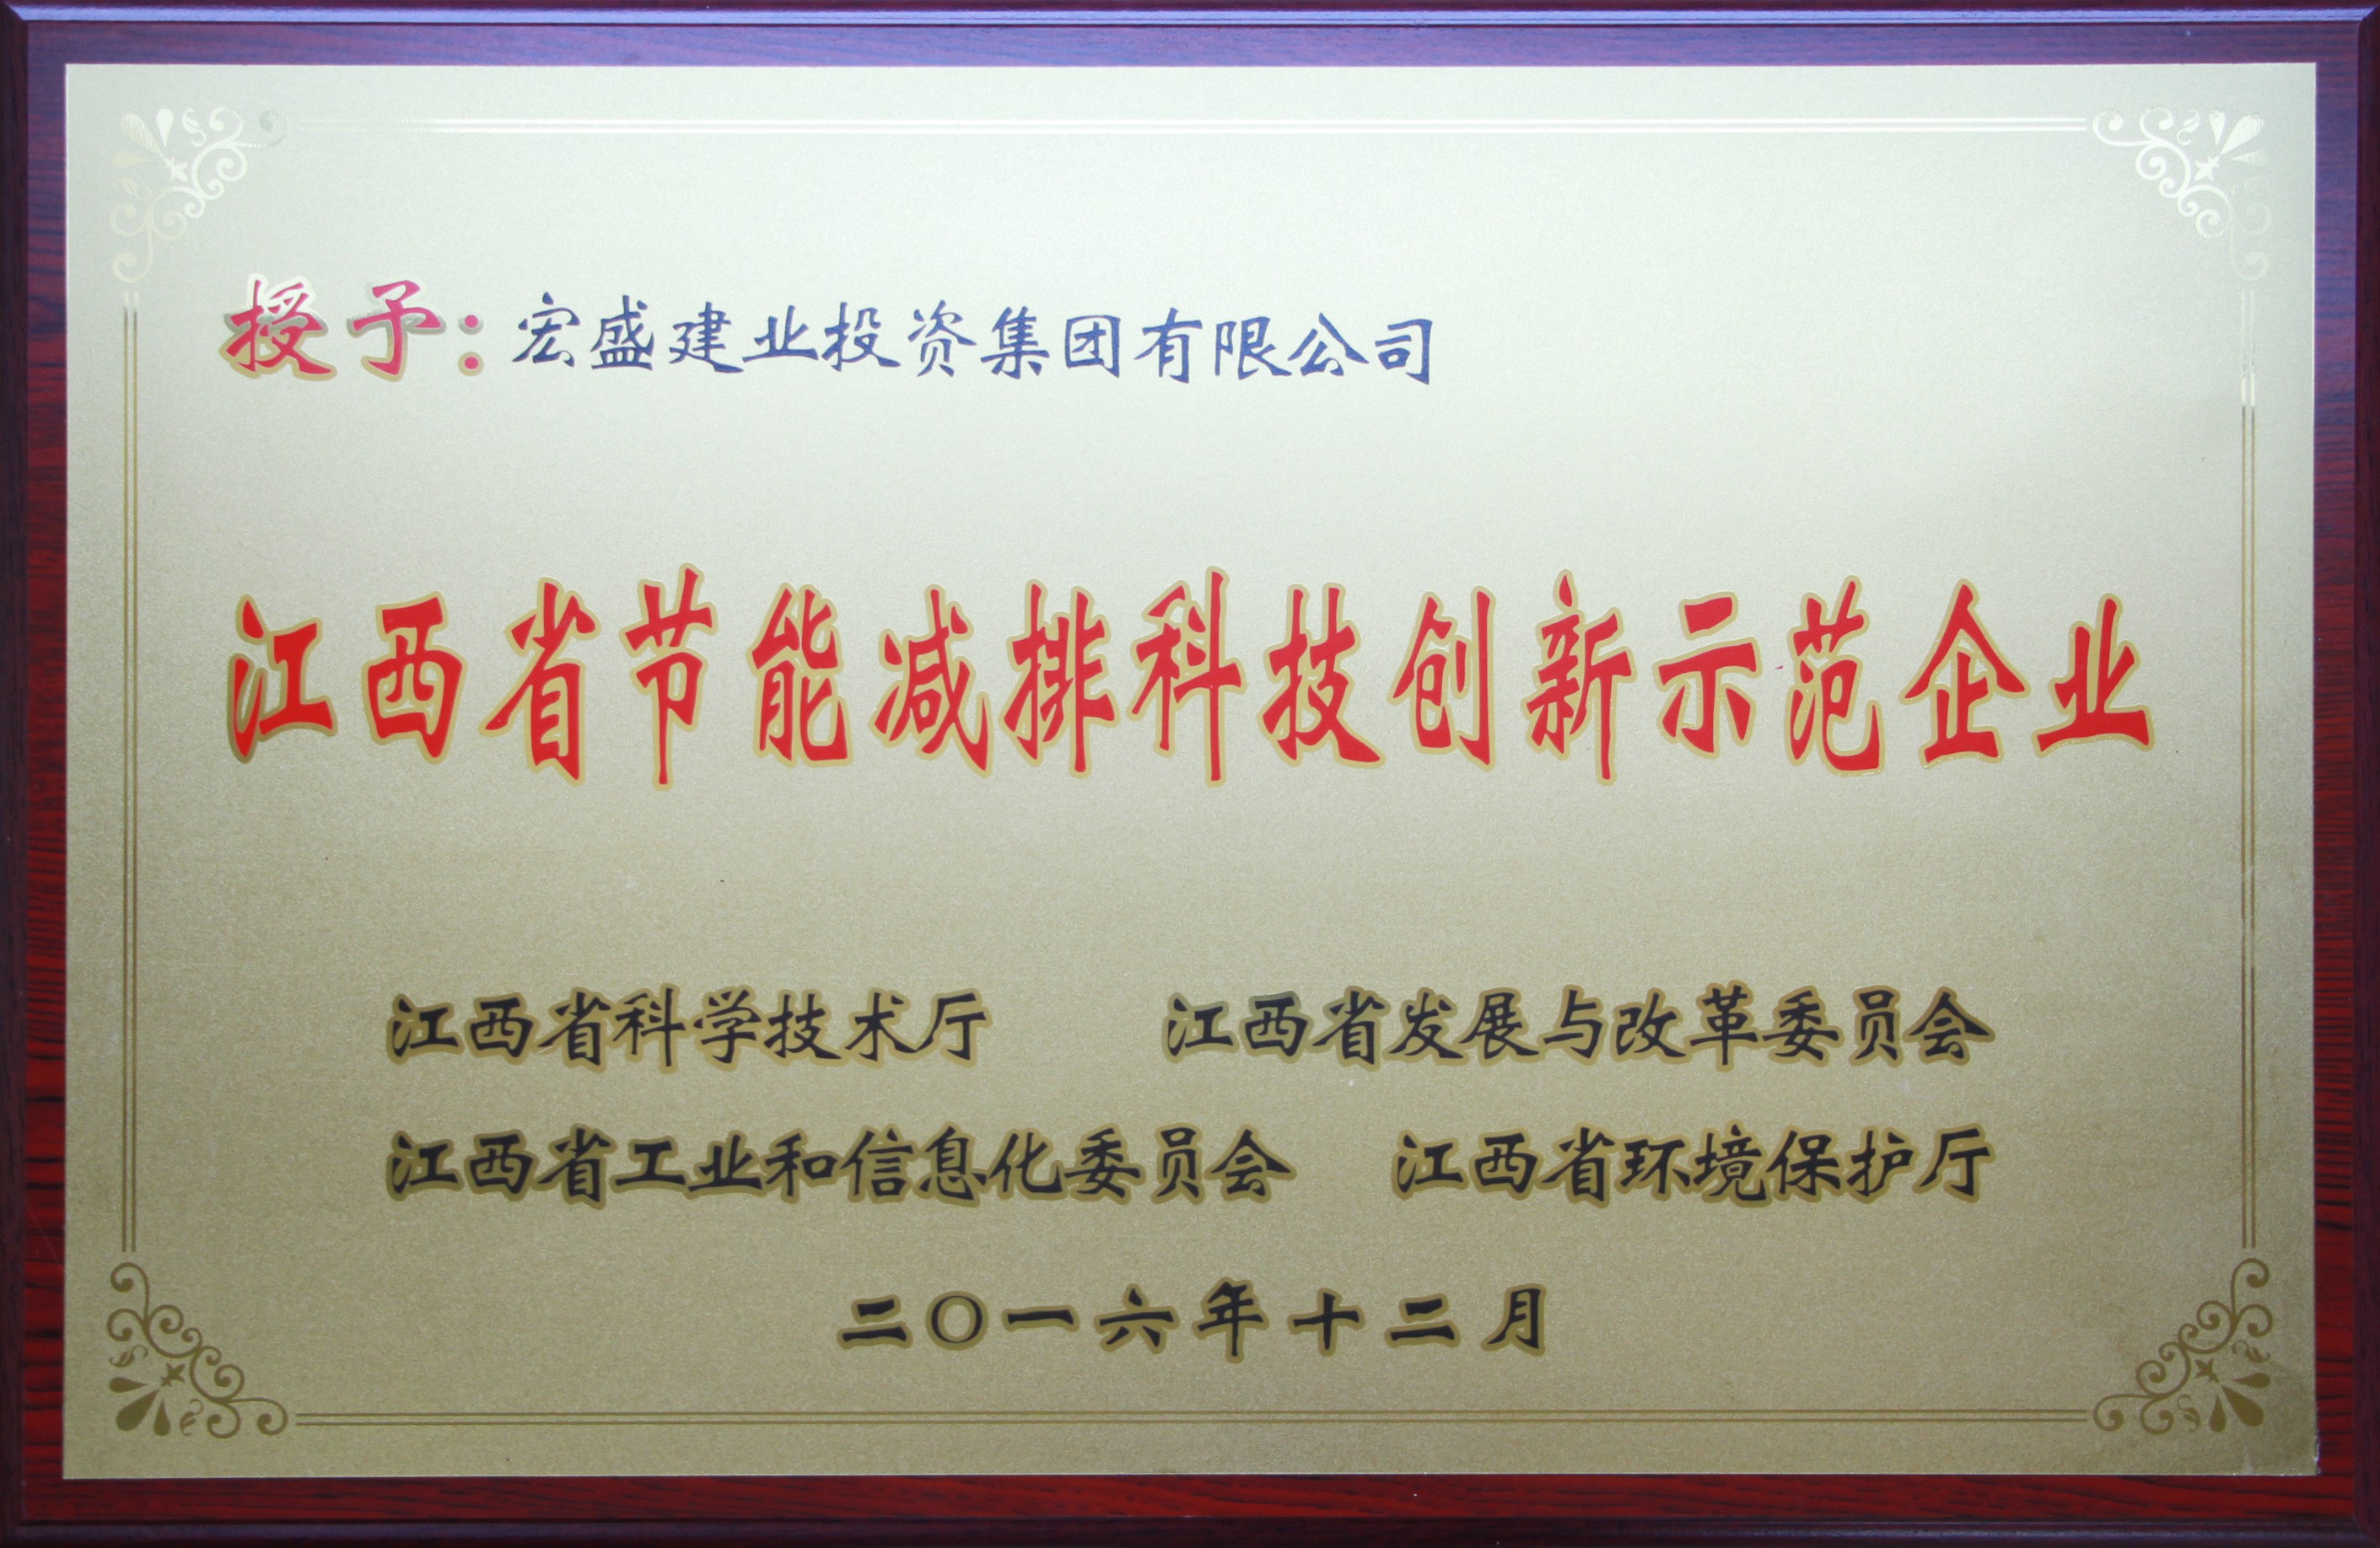 授予：宏盛建业投资集团有限公司
江西省节能减排科技创新示范企业
江西省科学技术厅 江西省发展与改革委员会
江西省工业和信息化委员会 江西省环境保护厅
二〇一六年十二月